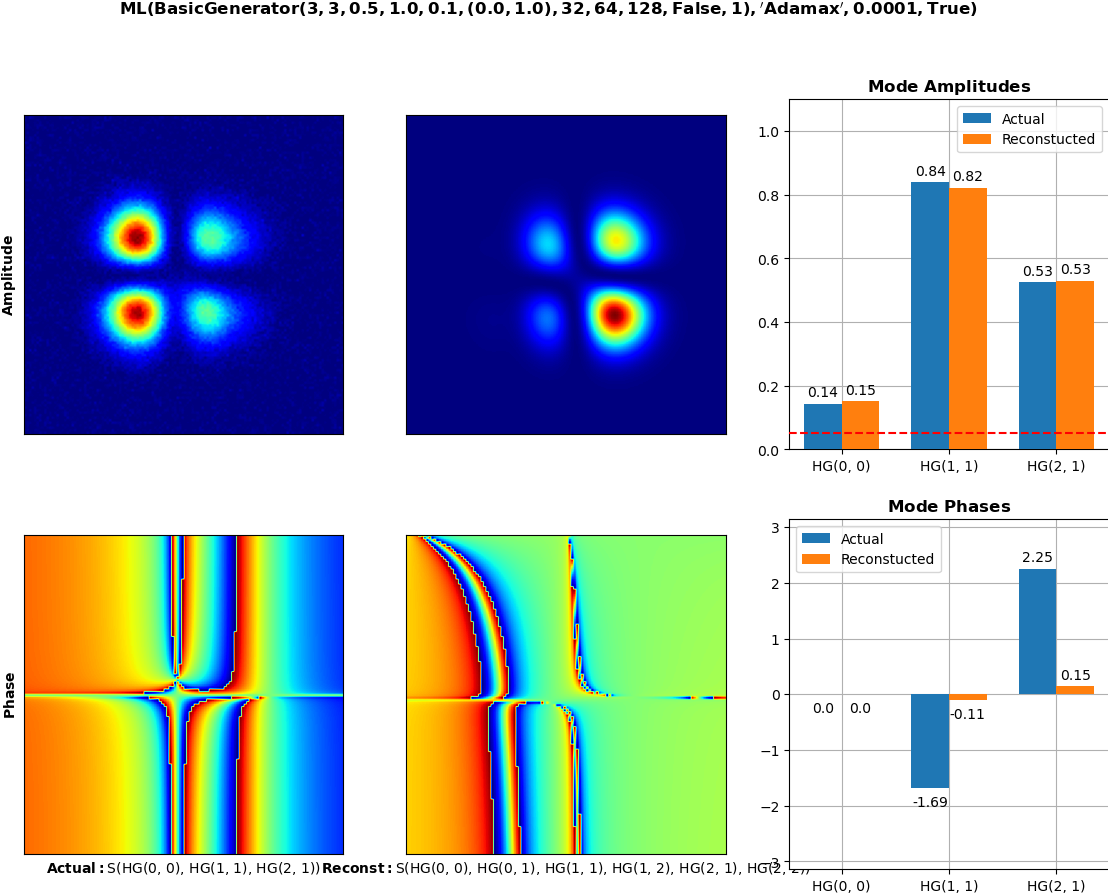 ML(BasicGenerator(3, 3, 0.5, 1.0, 0.1, (0.0, 1.0), 32, 64, 128, False, 1), 'Adamax', 0.0001, True)
Mode Amplitudes
Amplitude
Actual
Reconstucted
1.0
0.8
0.6
0.4
0.2
0.0
0.14
0.15
0.84
0.82
0.53
0.53
HG(0, 0)
HG(1, 1)
HG(2, 1)
Mode Phases
Phase
Actual
Reconstucted
3
2
1
0
−1
−2
−3
0.0
0.0
-1.69
-0.11
2.25
0.15
HG(0, 0)
HG(1, 1)
HG(2, 1)
Actual: S(HG(0, 0), HG(1, 1), HG(2, 1))
Reconst: S(HG(0, 0), HG(0, 1), HG(1, 1), HG(1, 2), HG(2, 1), HG(2, 2))